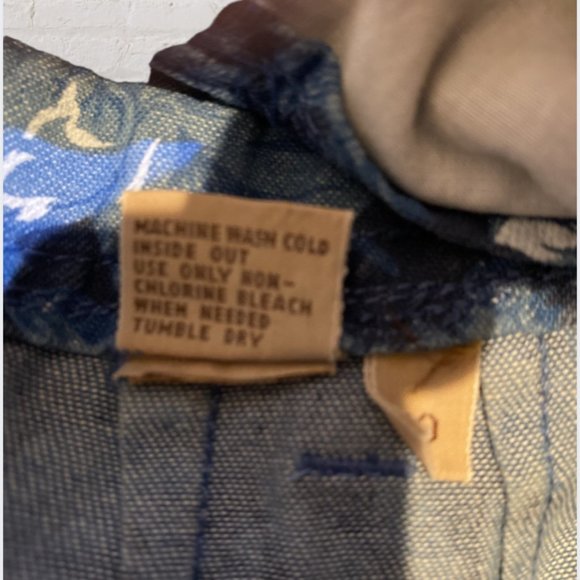 MACHINE WASH COLD
INSIDE OUT
USE ONLY NON-
CHLORINE BLEACH
WHEN NEEDED
TUMBLE DRY